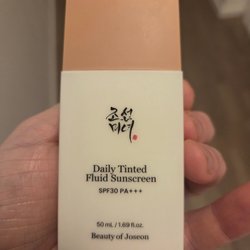 조선
미녀
Daily Tinted
Fluid Sunscreen
SPF30 PA+++
50 mL / 1.69 fl.oz.
Beauty of Joseon